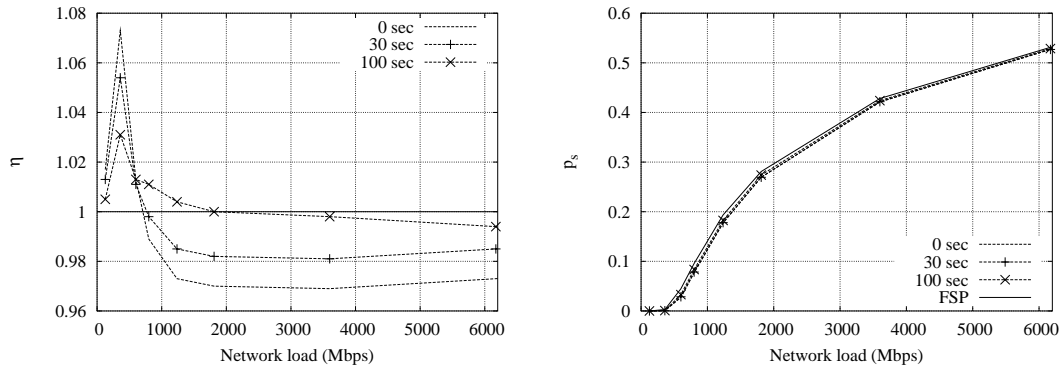 1.08
1.06
1.04
1.02
1
0.98
0.96
η
0 1000 2000 3000 4000 5000 6000
Network load (Mbps)
0 sec
30 sec
100 sec
0.6
0.5
0.4
0.3
0.2
0.1
0
p_s
0 1000 2000 3000 4000 5000 6000
Network load (Mbps)
0 sec
30 sec
100 sec
FSP